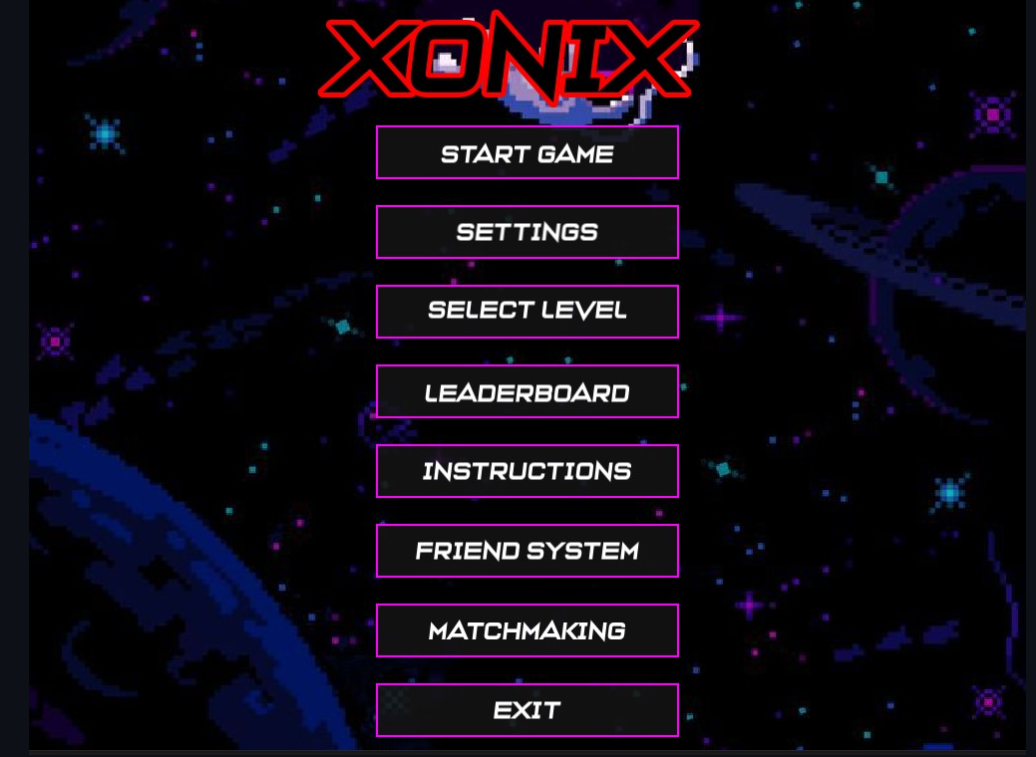 XONIX
START GAME
SETTINGS
SELECT LEVEL
LEADERBOARD
INSTRUCTIONS
FRIEND SYSTEM
MATCHMAKING
EXIT